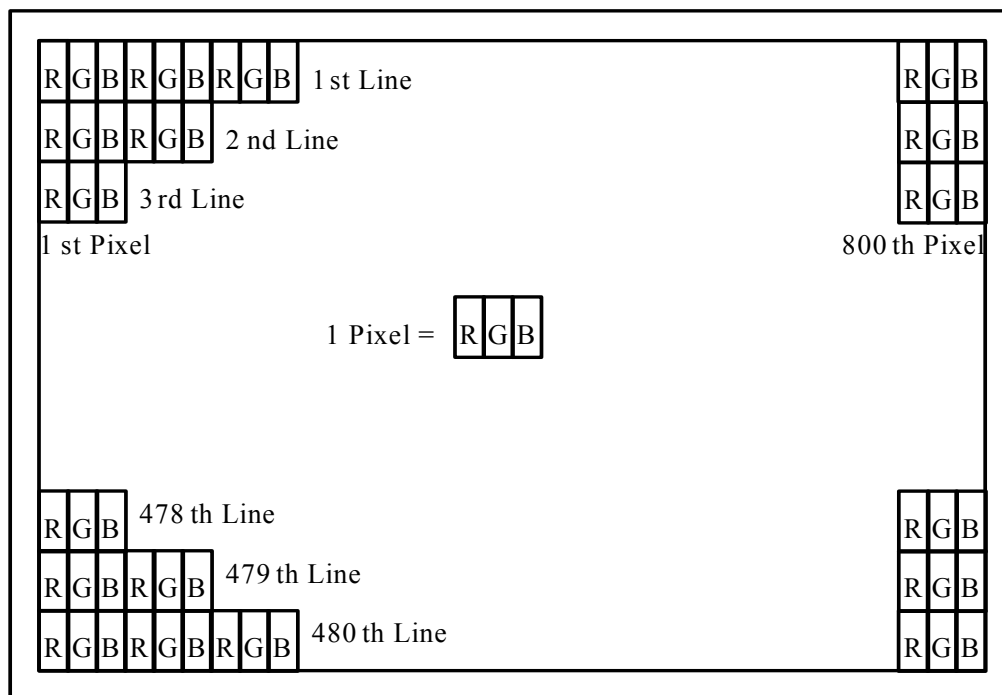 R G B R G B R G B 1 st Line R G B
R G B R G B 2 nd Line R G B
R G B 3 rd Line R G B
1 st Pixel 800 th Pixel
1 Pixel = R G B
R G B 478 th Line R G B
R G B R G B 479 th Line R G B
R G B R G B R G B 480 th Line R G B